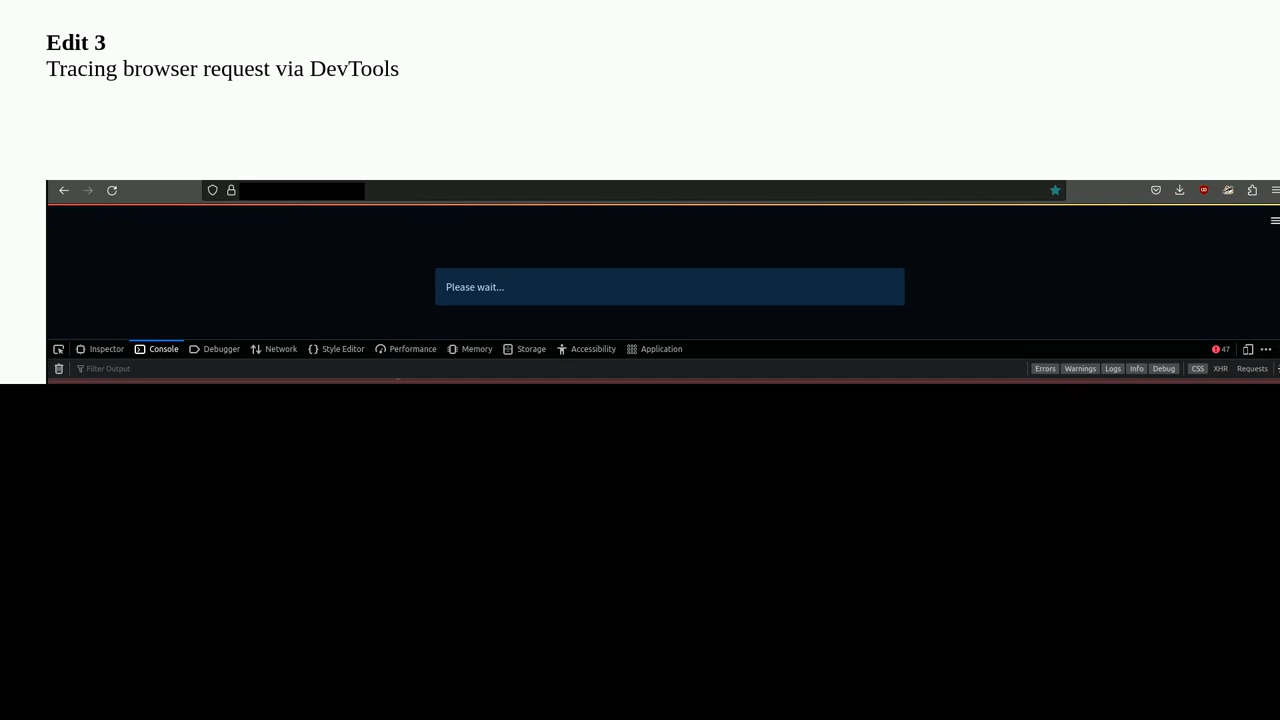 Edit 3
Tracing browser request via DevTools
Please wait...
Inspector Console Debugger Network Style Editor Performance Memory Storage Accessibility Application 47
Filter Output Errors Warnings Logs Info Debug CSS XHR Requests